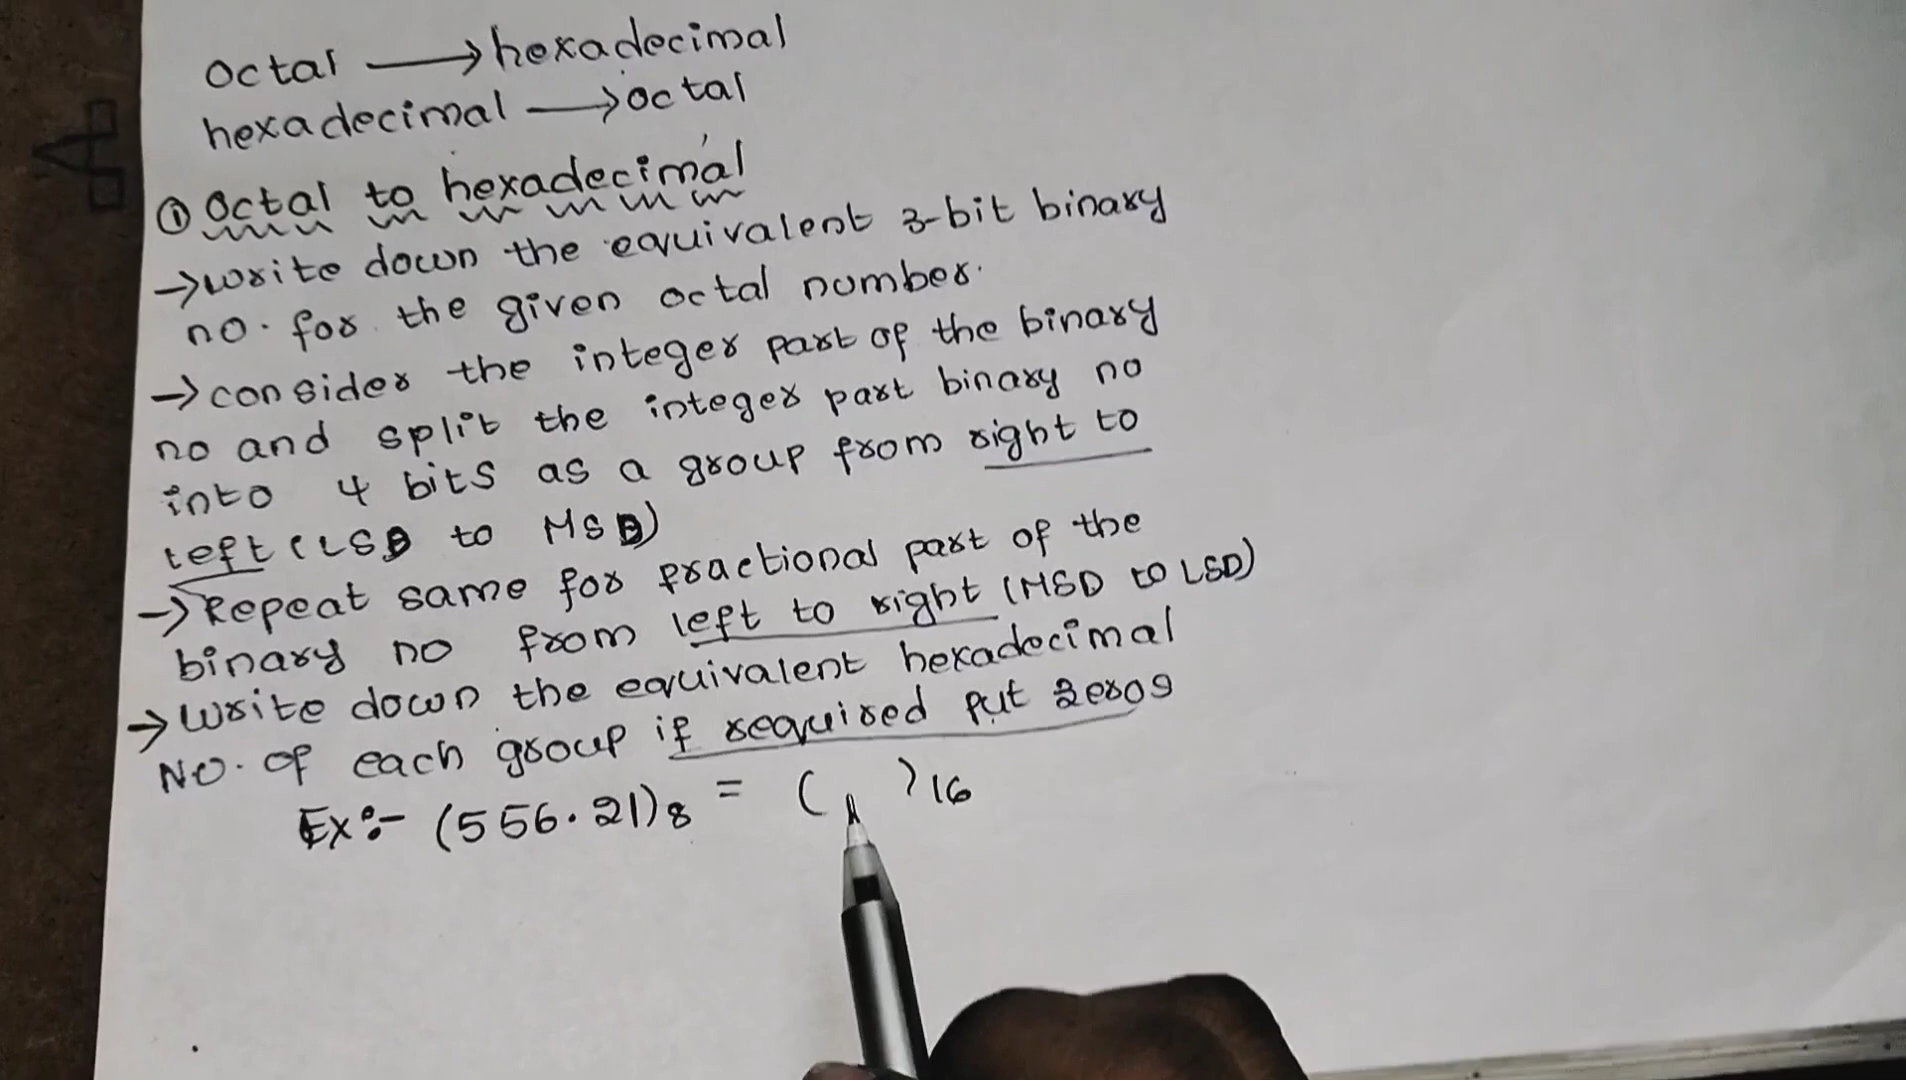 Octal → hexadecimal
hexadecimal → octal
① Octal to hexadecimal
→ write down the equivalent 3-bit binary
no. for the given octal number.
→ consider the integer part of the binary
no and split the integer part binary no
into 4 bits as a group from right to
left (LSD to MSD)
→ Repeat same for fractional part of the
binary no from left to right (MSD to LSD)
→ write down the equivalent hexadecimal
NO. of each group if required put zeros
Ex:- (556.21)8 = ( )16